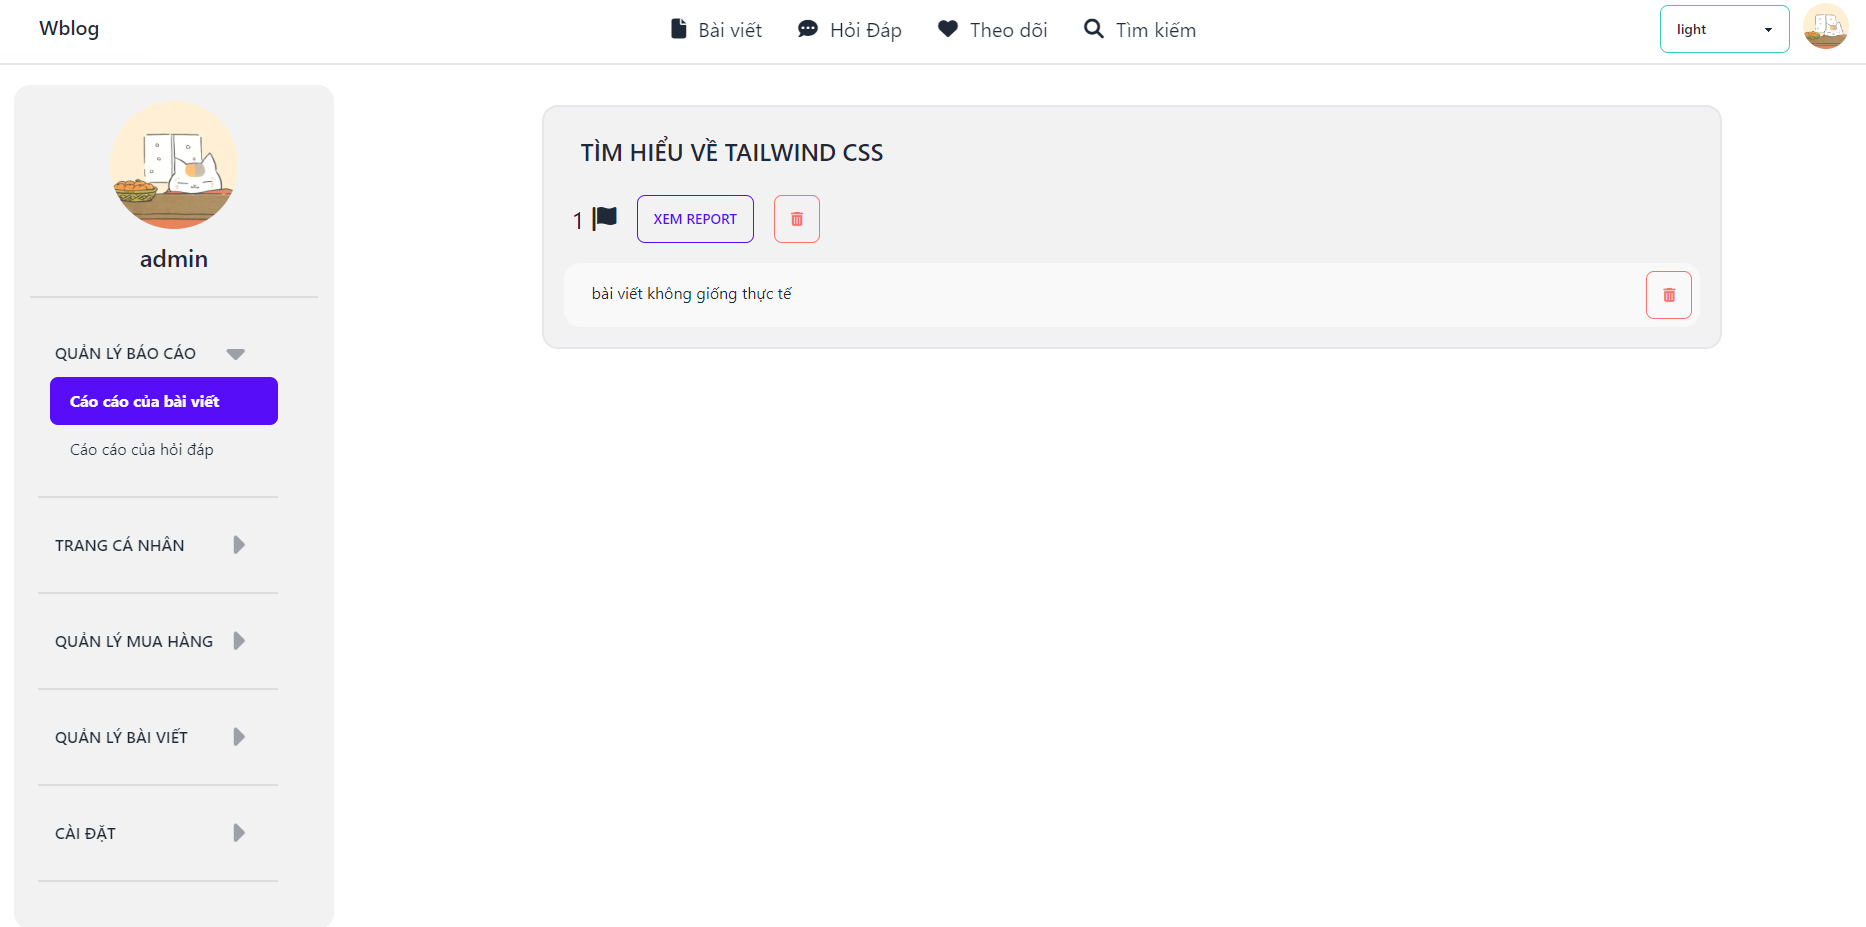 Wblog
Bài viết
Hỏi Đáp
Theo dõi
Tìm kiếm
light
admin
QUẢN LÝ BÁO CÁO
Cáo cáo của bài viết
Cáo cáo của hỏi đáp
TRANG CÁ NHÂN
QUẢN LÝ MUA HÀNG
QUẢN LÝ BÀI VIẾT
CÀI ĐẶT
TÌM HIỂU VỀ TAILWIND CSS
1
XEM REPORT
bài viết không giống thực tế